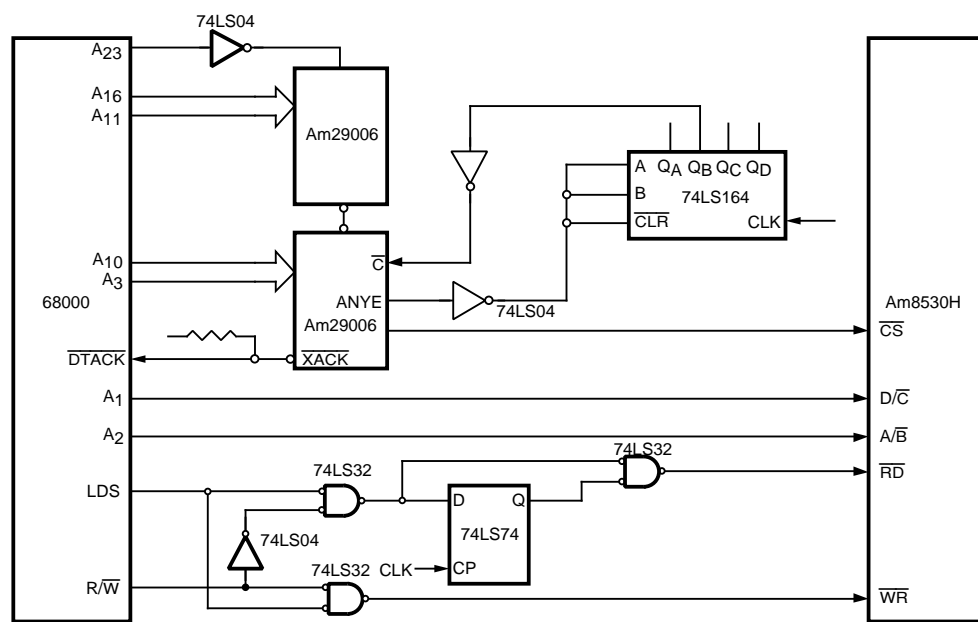 74LS04
A23
A16
A11
Am29006
QA QB QC QD
A
B
74LS164
CLR
CLK
A10
A3
C
68000
ANYE
74LS04
Am29006
Am8530H
CS
DTACK
XACK
A1
D/C
A2
A/B
74LS32
74LS32
RD
LDS
D
Q
74LS04
74LS74
74LS32
CLK
CP
R/W
WR